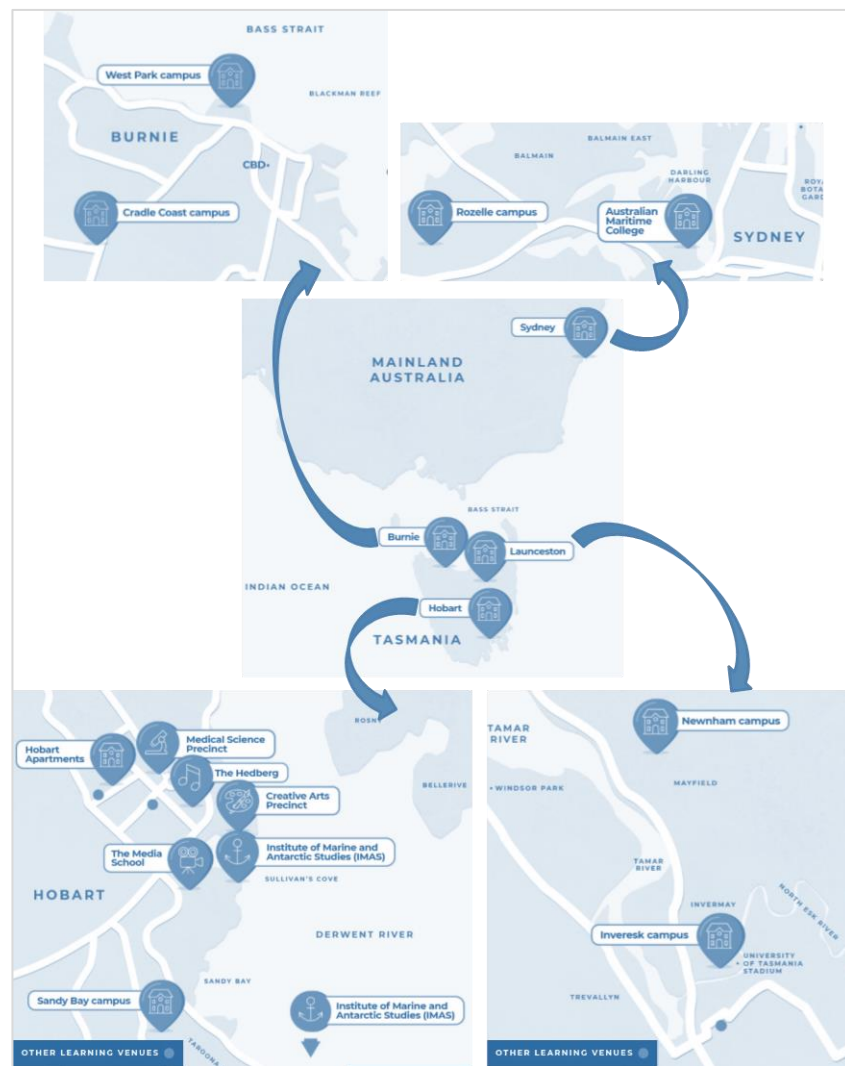 BASS STRAIT
West Park campus
BLACKMAN REEF
BURNIE
CBD
Cradle Coast campus
BALMAIN EAST
BALMAIN
DARLING
HARBOUR
Rozelle campus
Australian
Maritime
College
SYDNEY
Sydney
MAINLAND
AUSTRALIA
BASS STRAIT
Burnie
Launceston
INDIAN OCEAN
Hobart
TASMANIA
ROSNY
Medical Science
Precinct
Hobart
Apartments
The Hedberg
BELLERIVE
Creative Arts
Precinct
The Media
School
Institute of Marine and
Antarctic Studies (IMAS)
SULLIVAN'S COVE
HOBART
DERWENT RIVER
SANDY BAY
Sandy Bay campus
Institute of Marine and
Antarctic Studies (IMAS)
TAROONA
OTHER LEARNING VENUES
Newnham campus
TAMAR
RIVER
MAYFIELD
WINDSOR PARK
TAMAR
RIVER
INVERMAY
NORTH ESK RIVER
Inveresk campus
UNIVERSITY
OF TASMANIA
STADIUM
TREVALLYN
OTHER LEARNING VENUES